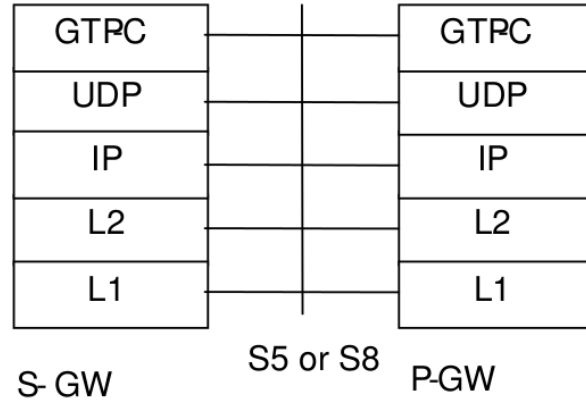 GTP-C GTP-C
UDP UDP
IP IP
L2 L2
L1 L1
S5 or S8
S- GW P-GW